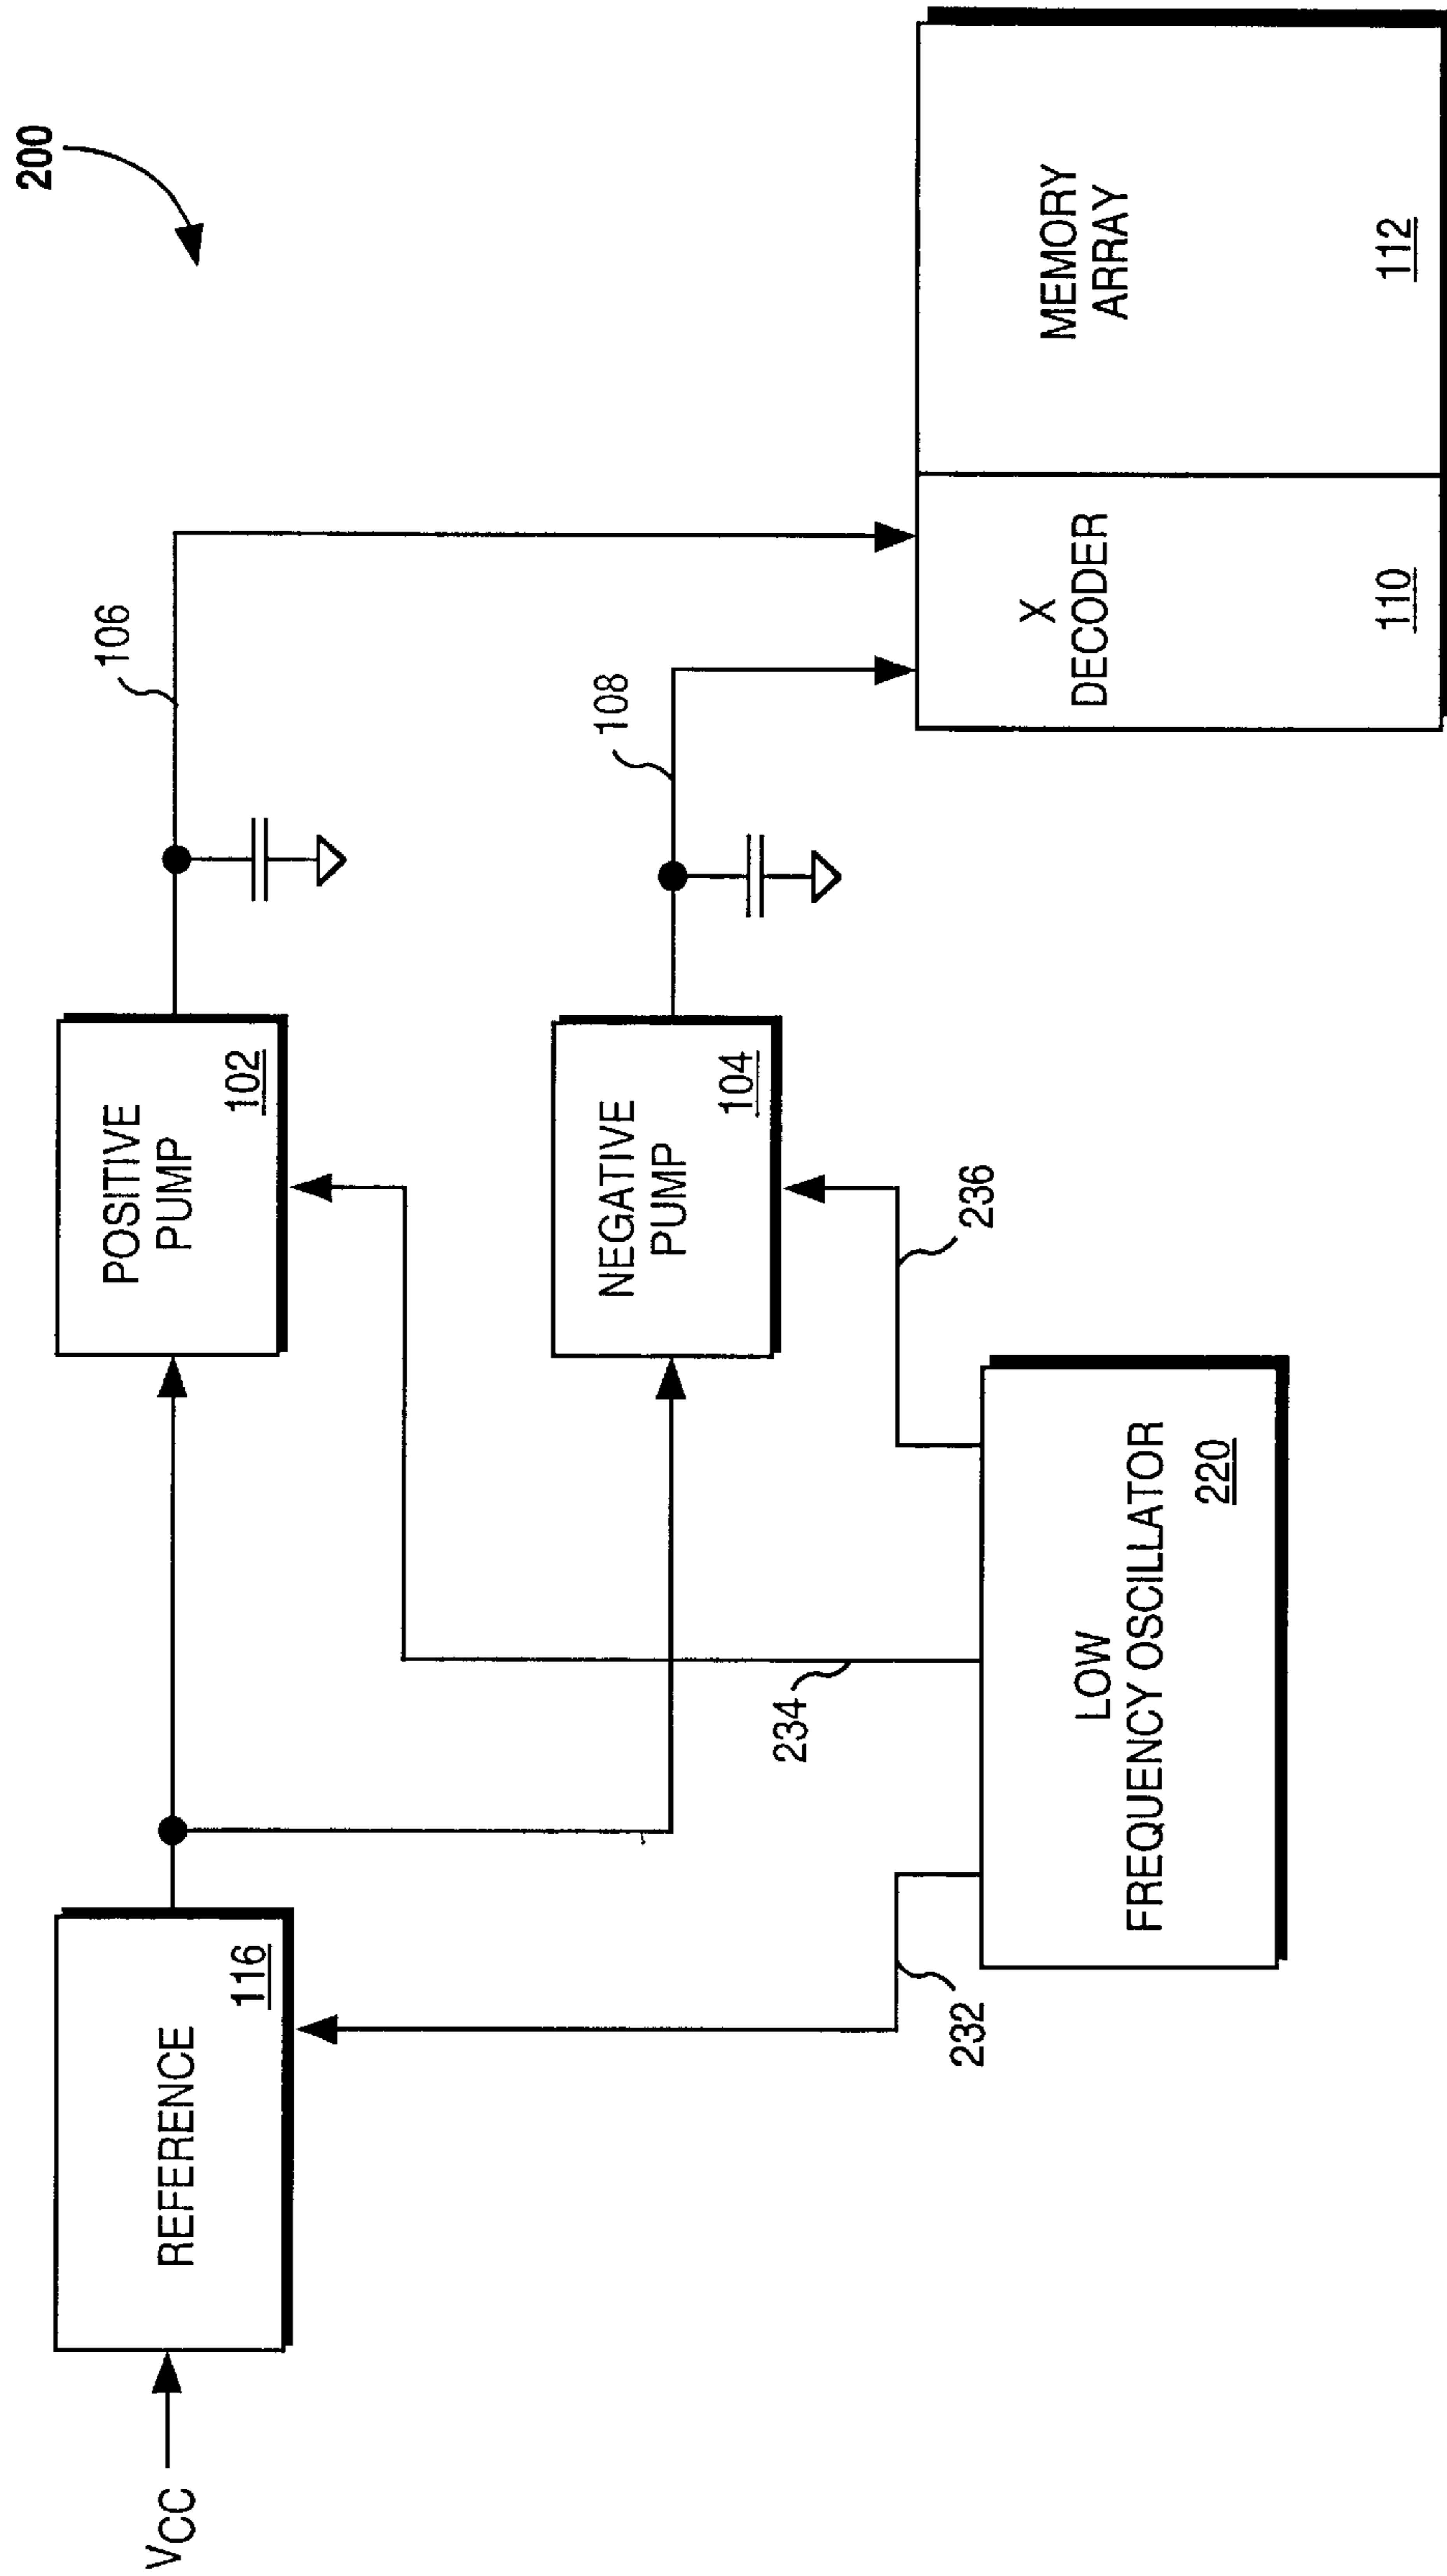 200
VCC
REFERENCE
116
POSITIVE
PUMP
102
106
NEGATIVE
PUMP
104
108
232
234
236
LOW
FREQUENCY OSCILLATOR
220
X
DECODER
110
MEMORY
ARRAY
112